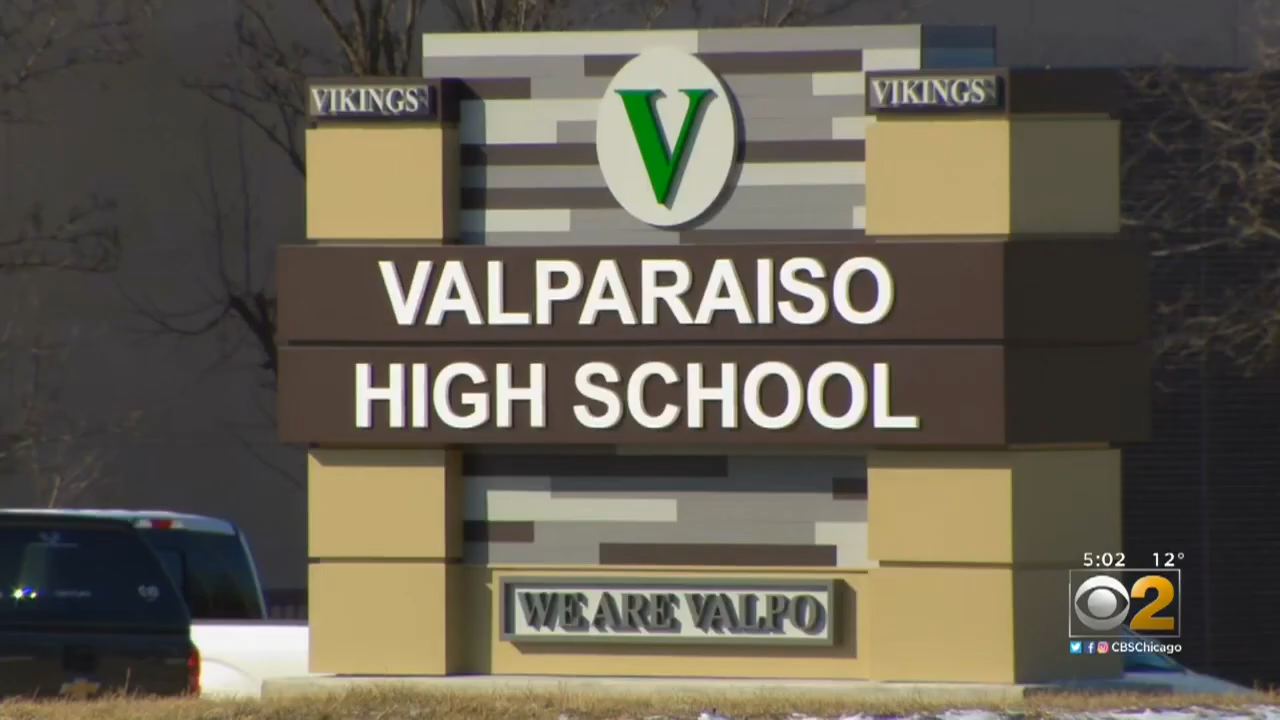 VIKINGS
VIKINGS
V
VALPARAISO
HIGH SCHOOL
WE ARE VALPO
5:02 12°
2
CBSChicago